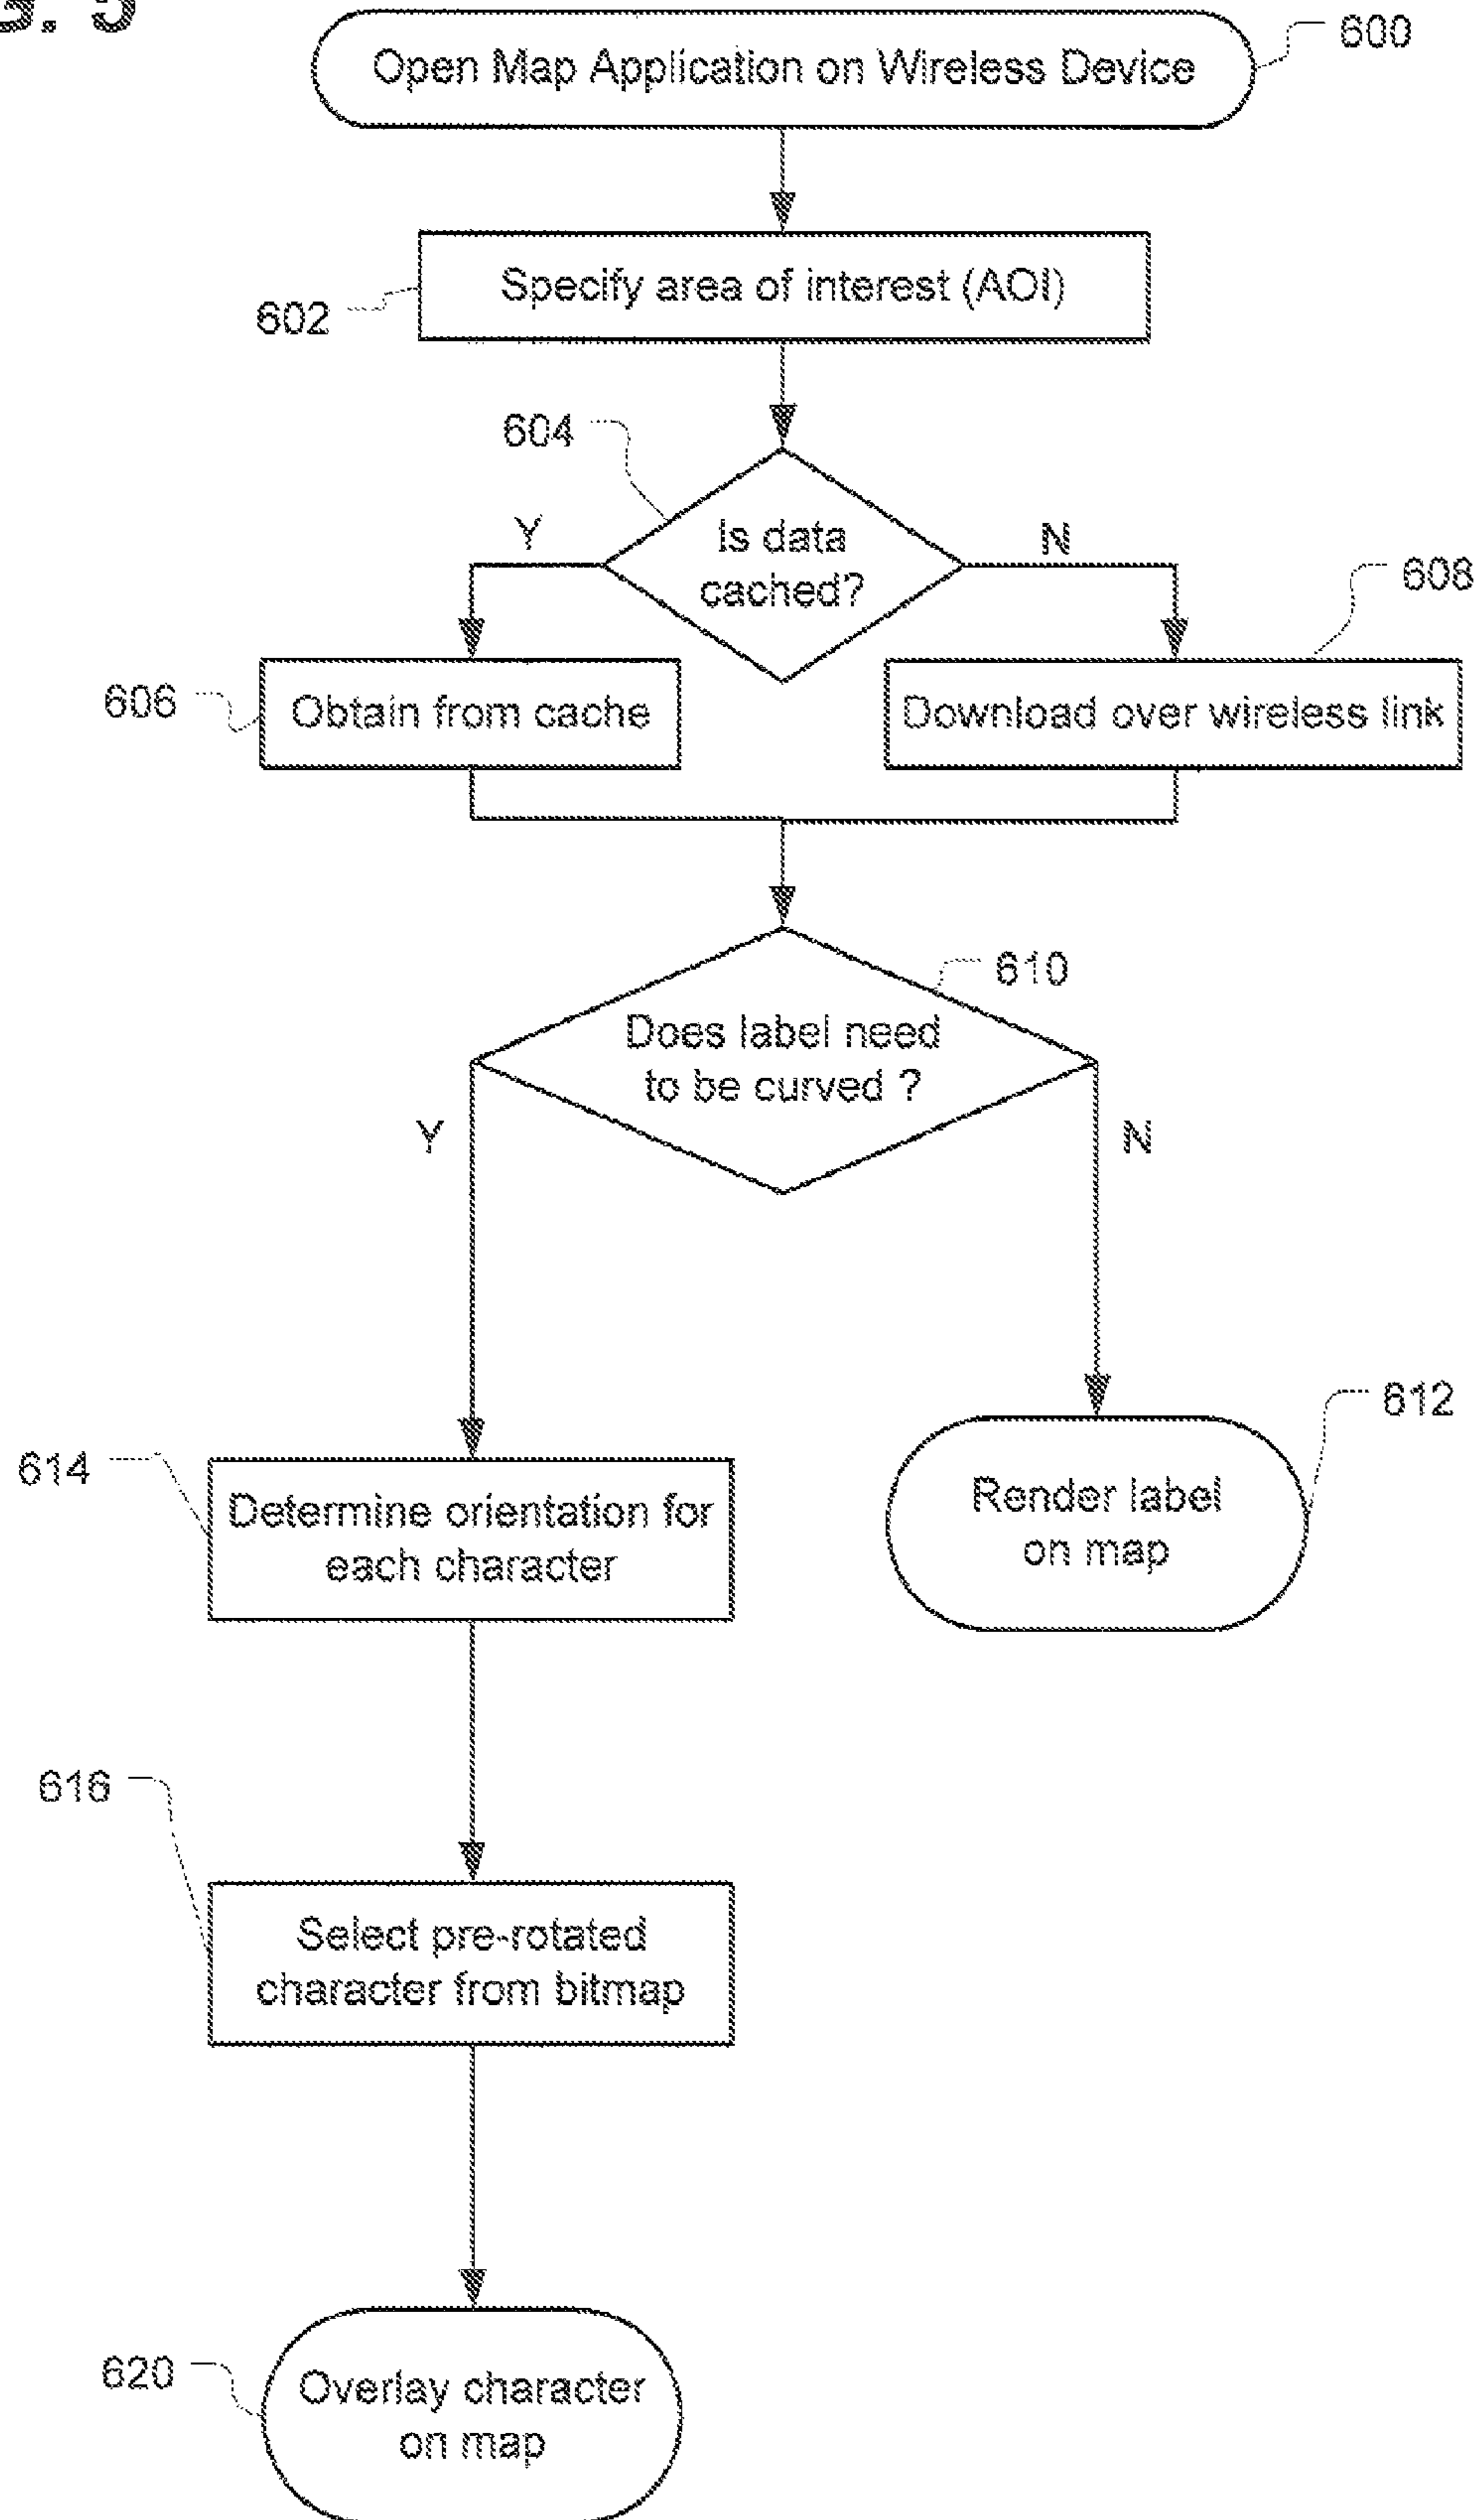 G. 5
600
Open Map Application on Wireless Device
602
Specify area of interest (AOI)
604
Is data
cached?
Y
N
606
Obtain from cache
608
Download over wireless link
610
Does label need
to be curved ?
Y
N
612
Render label
on map
614
Determine orientation for
each character
616
Select pre-rotated
character from bitmap
620
Overlay character
on map